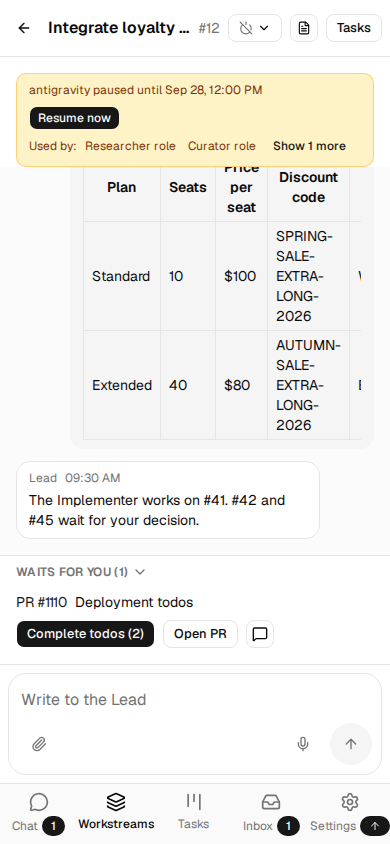 Integrate loyalty ... #12 Tasks
antigravity paused until Sep 28, 12:00 PM
Resume now
Used by: Researcher role Curator role Show 1 more
Plan Seats Price per seat Discount code
Standard 10 $100 SPRING-SALE-EXTRA-LONG-2026
Extended 40 $80 AUTUMN-SALE-EXTRA-LONG-2026
Lead 09:30 AM
The Implementer works on #41. #42 and
#45 wait for your decision.
WAITS FOR YOU (1)
PR #1110 Deployment todos
Complete todos (2) Open PR
Write to the Lead
Chat 1 Workstreams Tasks Inbox 1 Settings